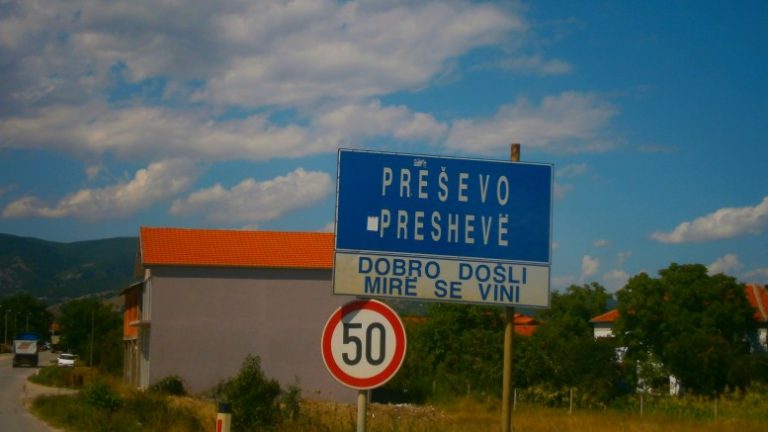 PREŠEVO
PRESHEVË
DOBRO DOŠLI
MIRË SE VINI
50